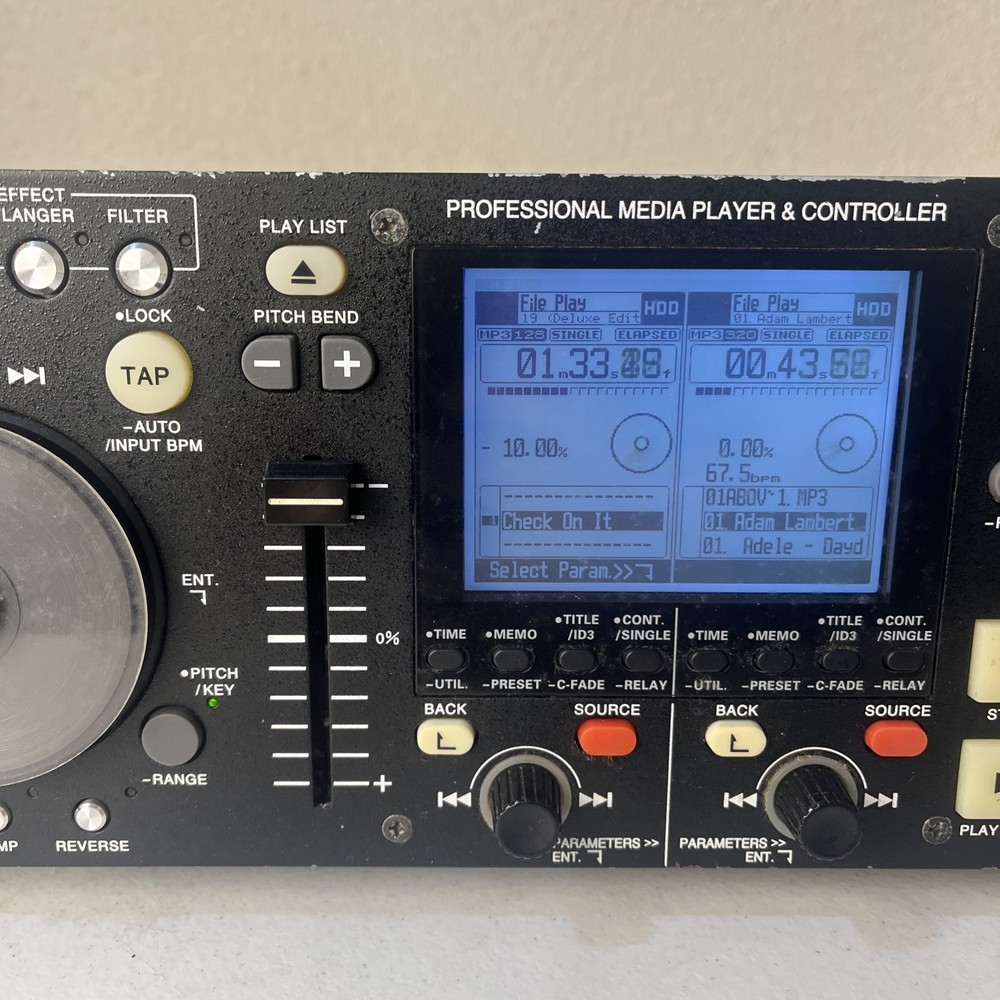 EFFECT
LANGER
FILTER
PLAY LIST
PROFESSIONAL MEDIA PLAYER & CONTROLLER
•LOCK
PITCH BEND
TAP
–
+
–AUTO
/INPUT BPM
File Play
HDD
19 (Deluxe Edit
MP3 128 SINGLE ELAPSED
01m33s f
- 10.00%
Check On It
Select Param.>>
File Play
HDD
01. Adam Lambert
MP3 320 SINGLE ELAPSED
00m43s f
0.00%
67.5bpm
01ABOV~1.MP3
01. Adam Lambert
01. Adele - Dayd
ENT.
0%
•PITCH
/KEY
–RANGE
+
MP
REVERSE
•TIME •MEMO •TITLE /ID3 •CONT. /SINGLE
–UTIL. –PRESET –C-FADE –RELAY
•TIME •MEMO •TITLE /ID3 •CONT. /SINGLE
–UTIL. –PRESET –C-FADE –RELAY
BACK
SOURCE
BACK
SOURCE
PARAMETERS >>
ENT.
PARAMETERS >>
ENT.
PLAY